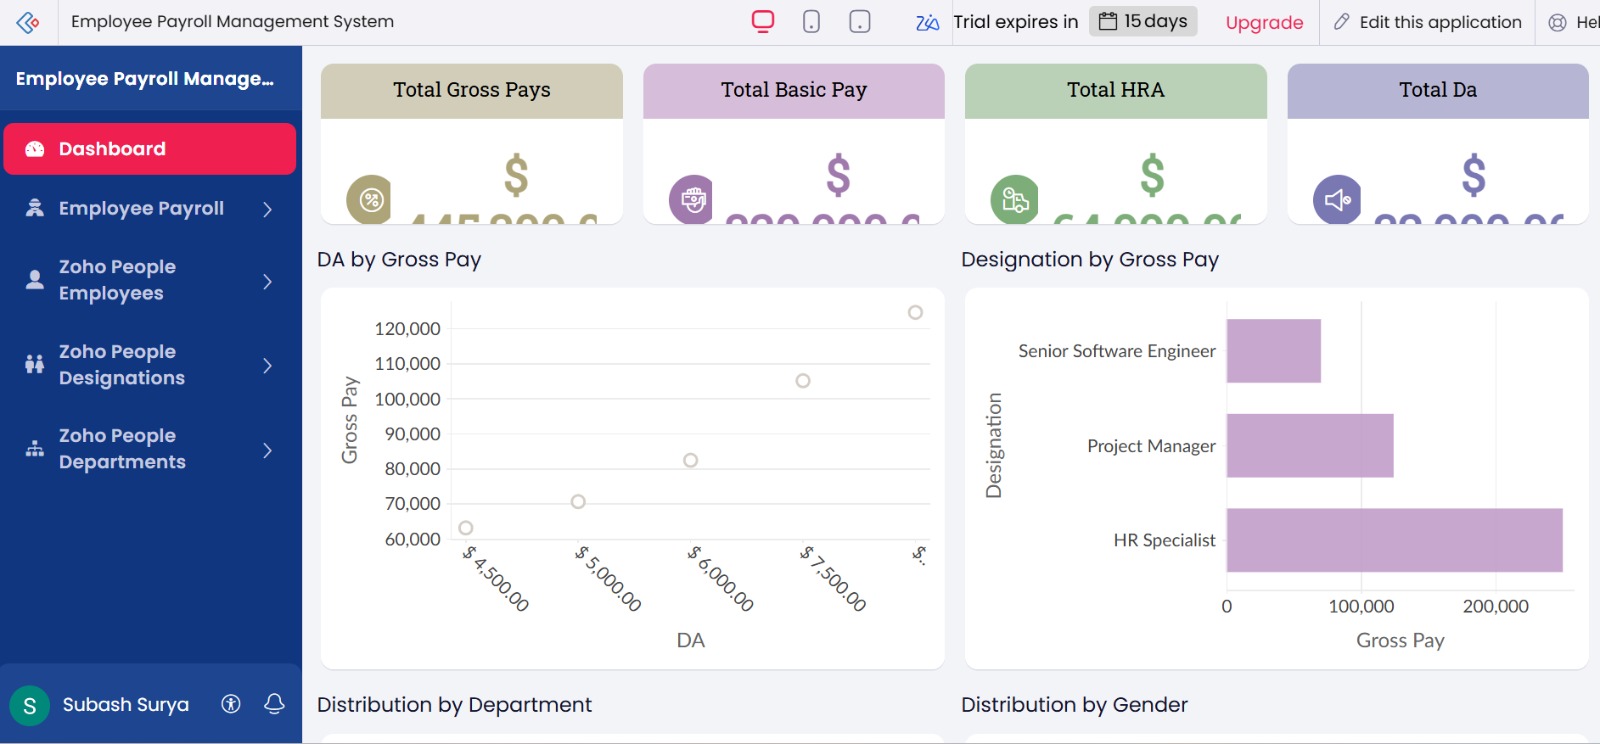 Employee Payroll Management System
Trial expires in 15 days Upgrade Edit this application
Employee Payroll Manage...
Dashboard
Employee Payroll
Zoho People
Employees
Zoho People
Designations
Zoho People
Departments
Subash Surya
S
Total Gross Pays
$
Total Basic Pay
$
Total HRA
$
Total Da
$
DA by Gross Pay
Gross Pay
120,000
110,000
100,000
90,000
80,000
70,000
60,000
$ 4,500.00
$ 5,000.00
$ 6,000.00
$ 7,500.00
$..
DA
Designation by Gross Pay
Designation
Senior Software Engineer
Project Manager
HR Specialist
0
100,000
200,000
Gross Pay
Distribution by Department
Distribution by Gender